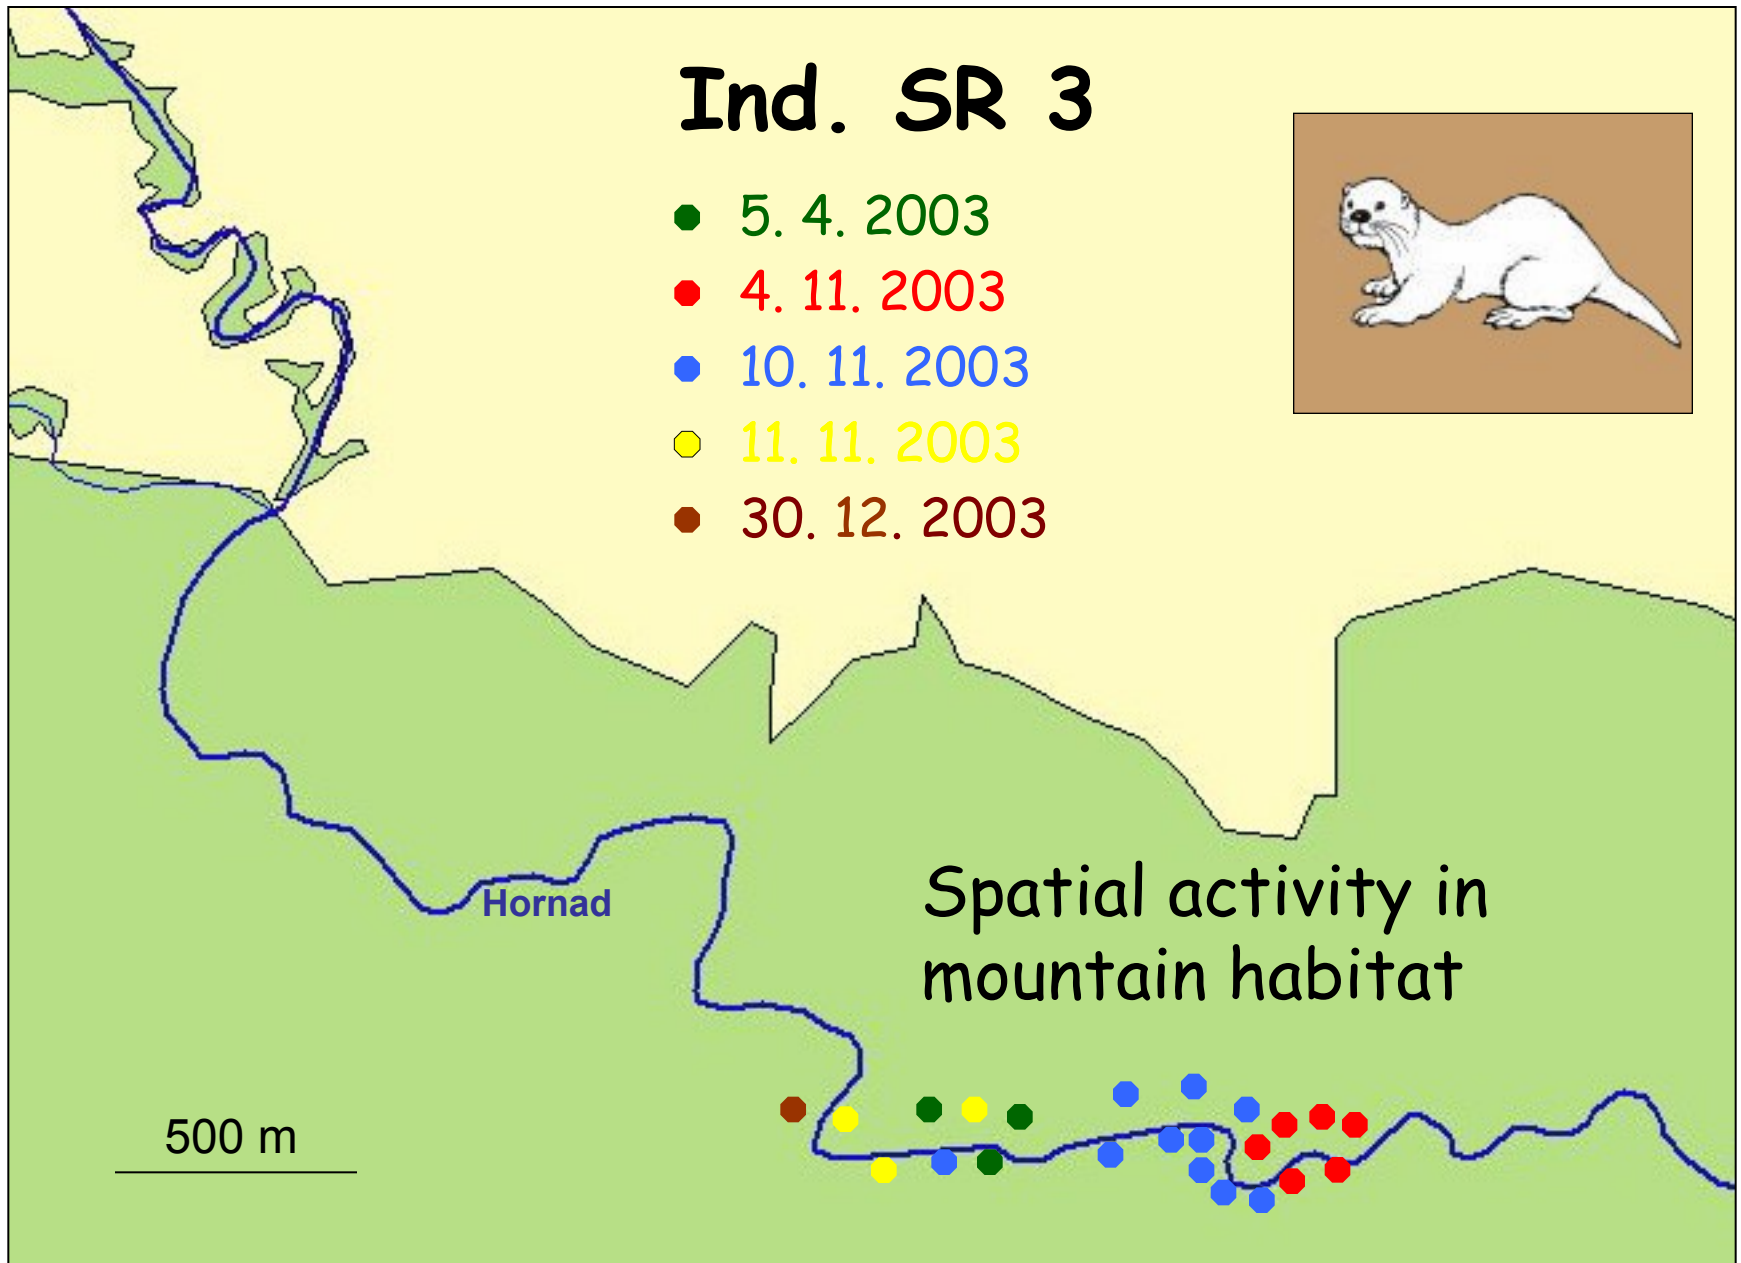 Ind. SR 3
5. 4. 2003
4. 11. 2003
10. 11. 2003
11. 11. 2003
30. 12. 2003
Hornad
Spatial activity in
mountain habitat
500 m